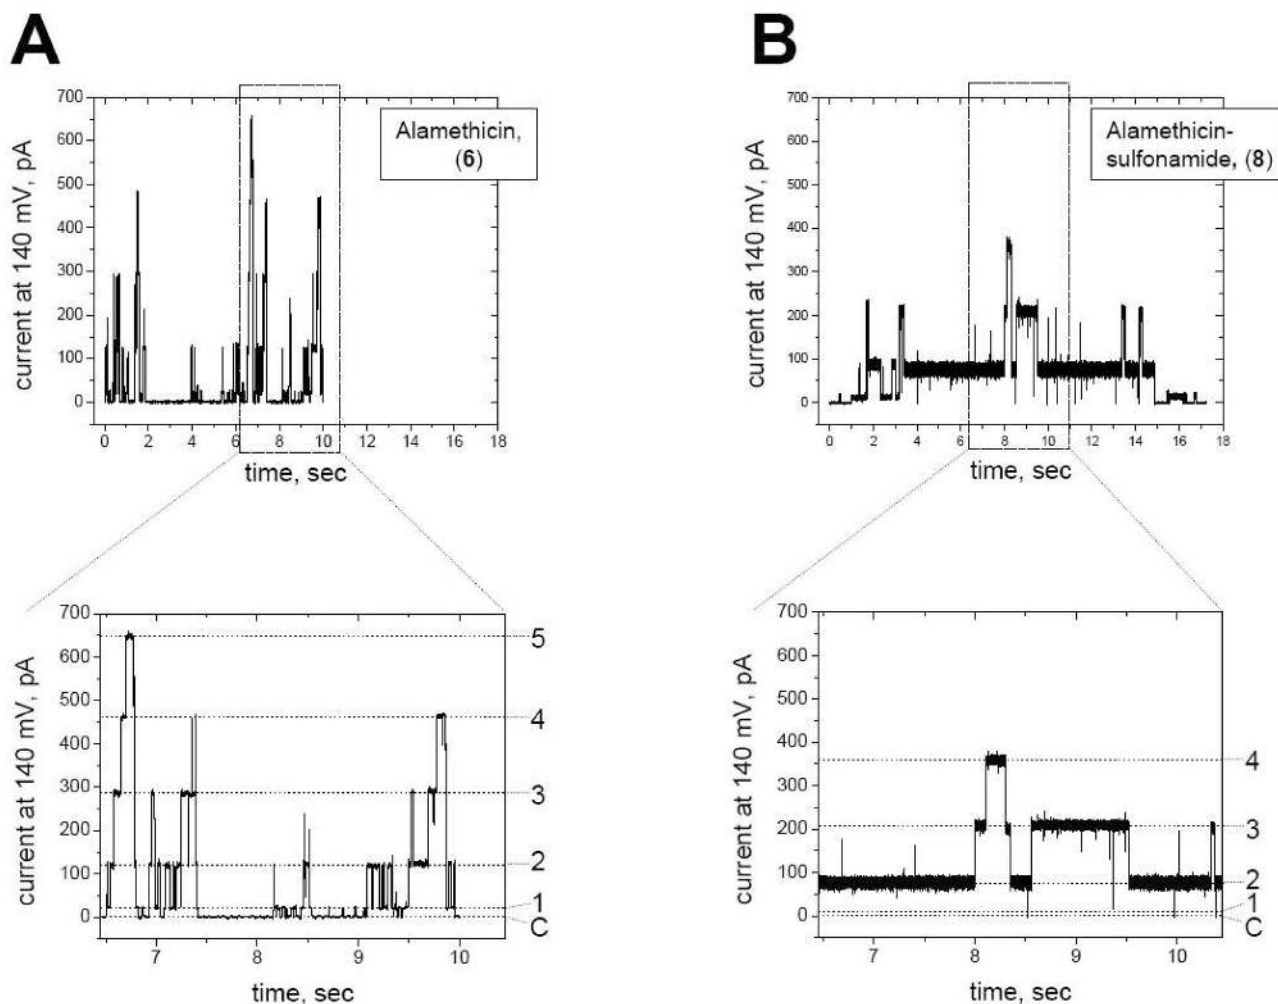 A
B
700
600
500
400
300
200
100
0
current at 140 mV, pA
0 2 4 6 8 10 12 14 16 18
time, sec
Alamethicin,
(6)
700
600
500
400
300
200
100
0
current at 140 mV, pA
0 2 4 6 8 10 12 14 16 18
time, sec
Alamethicin-
sulfonamide, (8)
700
600
500
400
300
200
100
0
current at 140 mV, pA
7 8 9 10
time, sec
5
4
3
2
1
C
700
600
500
400
300
200
100
0
current at 140 mV, pA
7 8 9 10
time, sec
4
3
2
1
C